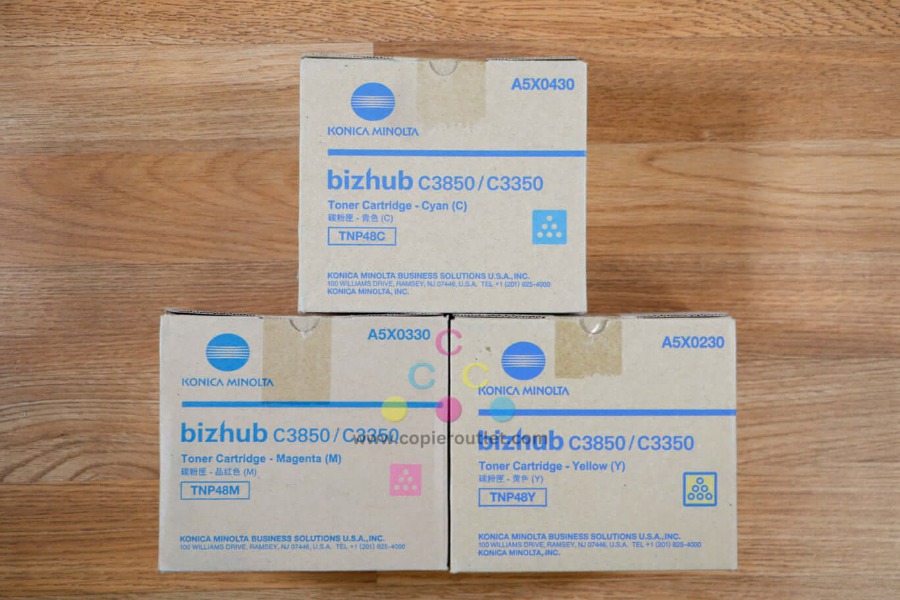 A5X0430
KONICA MINOLTA
bizhub C3850/C3350
Toner Cartridge - Cyan (C)
碳粉匣 - 青色 (C)
TNP48C
KONICA MINOLTA BUSINESS SOLUTIONS U.S.A., INC.
100 WILLIAMS DRIVE, RAMSEY, NJ 07446, U.S.A. TEL +1 (201) 825-4000
KONICA MINOLTA, INC.
A5X0330
KONICA MINOLTA
bizhub C3850/C3350
Toner Cartridge - Magenta (M)
碳粉匣 - 品紅色 (M)
TNP48M
KONICA MINOLTA BUSINESS SOLUTIONS U.S.A., INC.
100 WILLIAMS DRIVE, RAMSEY, NJ 07446, U.S.A. TEL +1 (201) 825-4000
A5X0230
KONICA MINOLTA
bizhub C3850/C3350
Toner Cartridge - Yellow (Y)
碳粉匣 - 黃色 (Y)
TNP48Y
KONICA MINOLTA BUSINESS SOLUTIONS U.S.A., INC.
100 WILLIAMS DRIVE, RAMSEY, NJ 07446, U.S.A. TEL +1 (201) 825-4000
KONICA MINOLTA, INC.
C
C C
www.copieroutlet.com